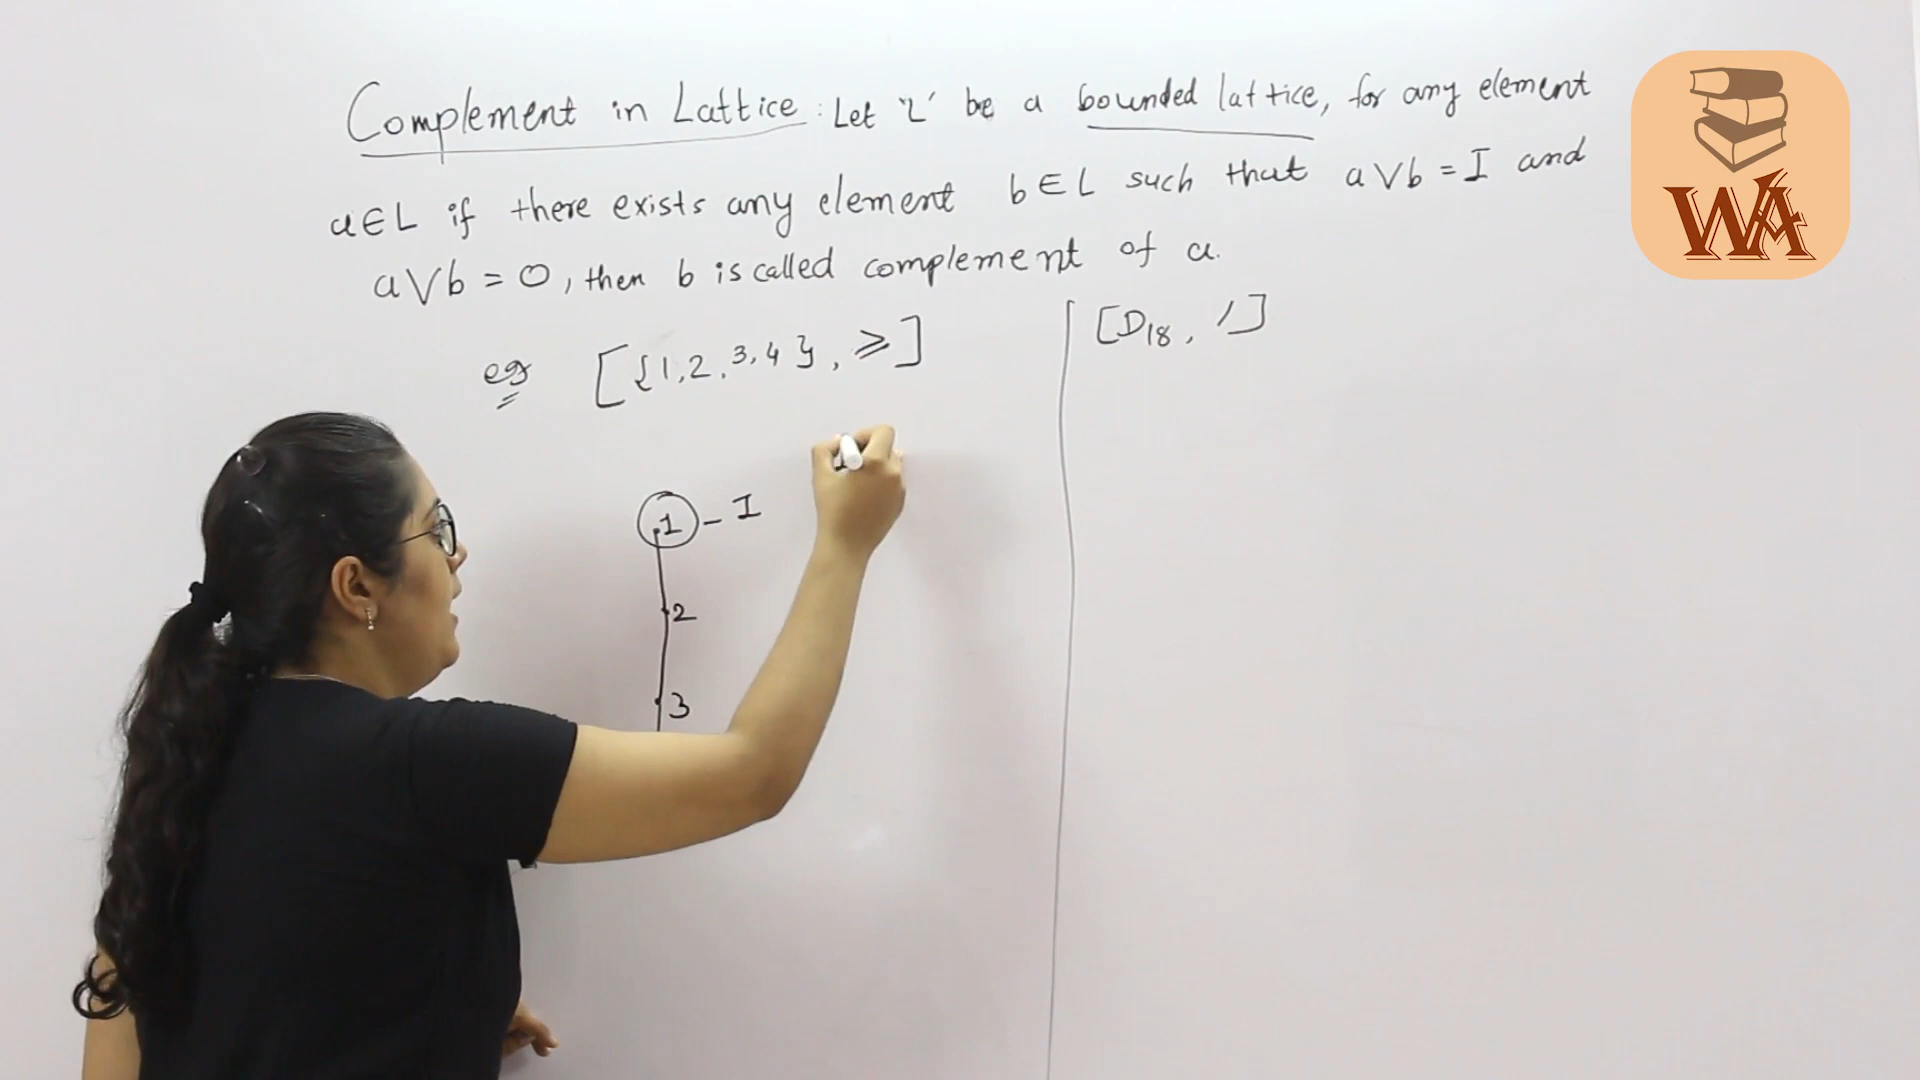 Complement in Lattice : Let 'L' be a bounded lattice, for any element
a ∈ L if there exists any element b ∈ L such that a ∨ b = I and
a ∨ b = 0, then b is called complement of a.
eg [{1, 2, 3, 4}, ⩾]
[D18, /]
1 - I
2
3
WA